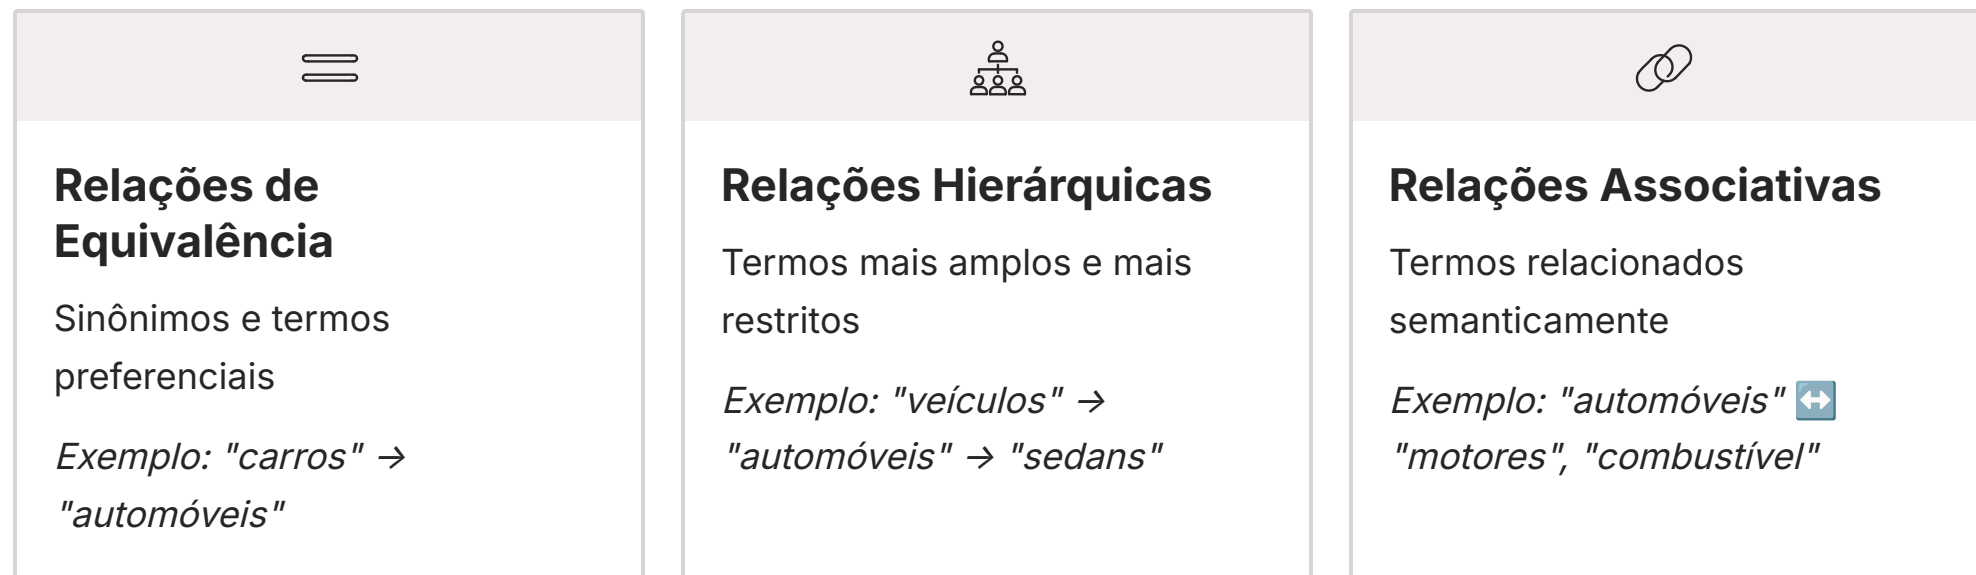 Relações de
Equivalência
Sinônimos e termos
preferenciais
Exemplo: "carros" →
"automóveis"
Relações Hierárquicas
Termos mais amplos e mais
restritos
Exemplo: "veículos" →
"automóveis" → "sedans"
Relações Associativas
Termos relacionados
semanticamente
Exemplo: "automóveis" ↔️
"motores", "combustível"